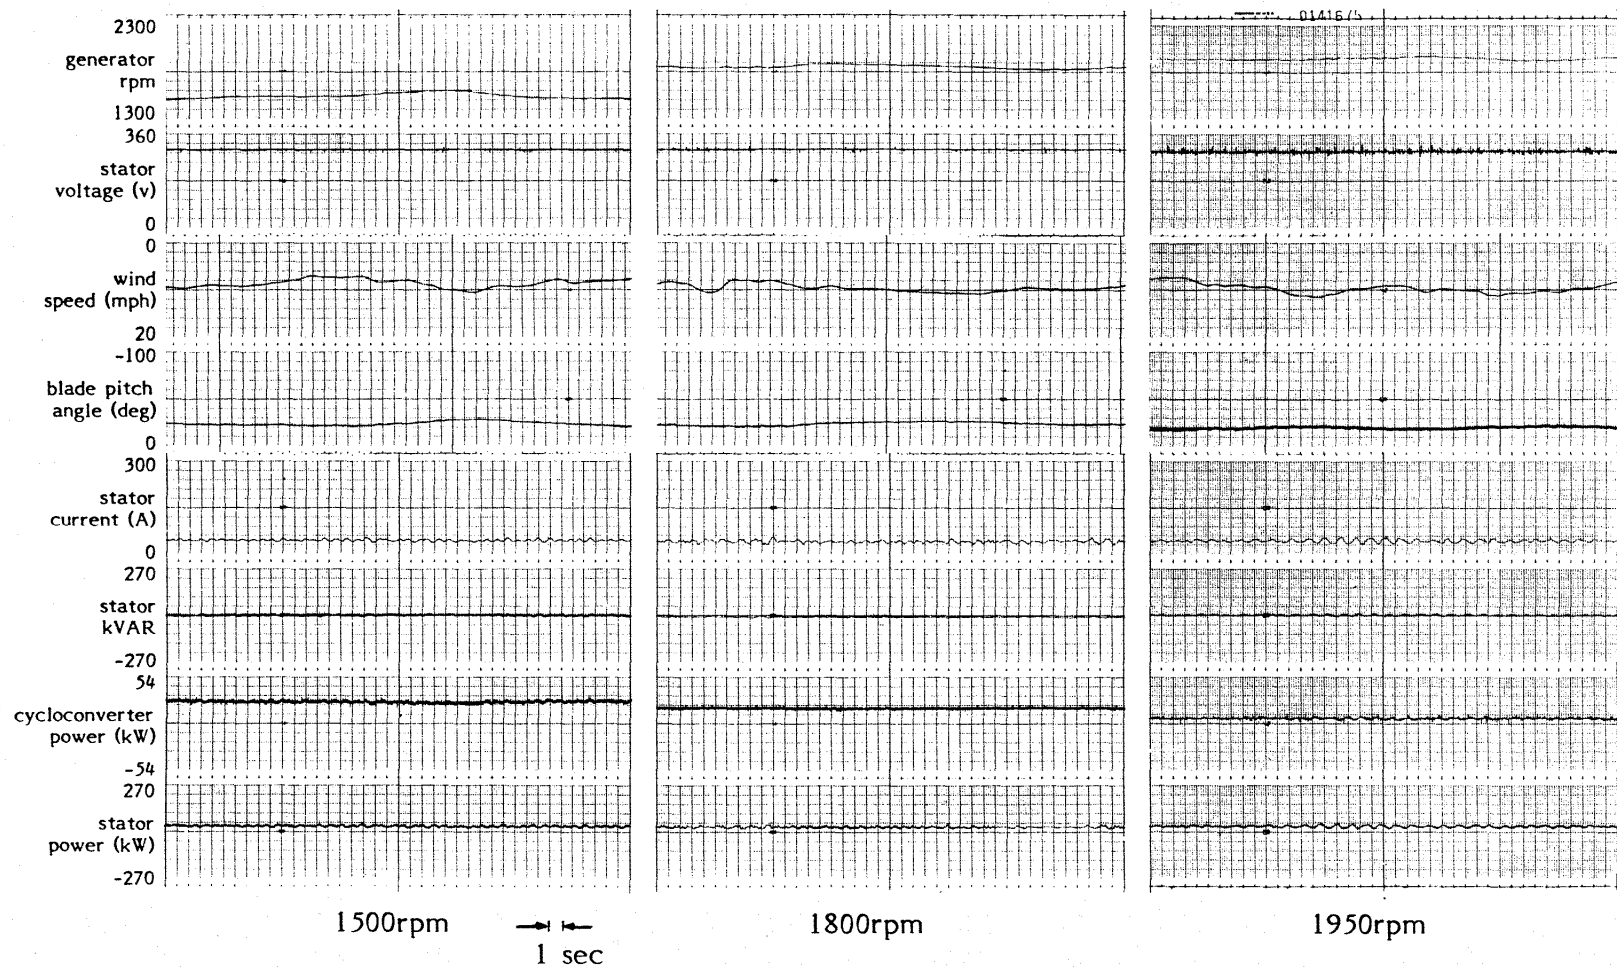 01416/5
2300
generator
rpm
1300
360
stator
voltage (v)
0
0
wind
speed (mph)
20
-100
blade pitch
angle (deg)
0
300
stator
current (A)
0
270
stator
kVAR
-270
54
cycloconverter
power (kW)
-54
270
stator
power (kW)
-270
1500rpm
1800rpm
1950rpm
1 sec